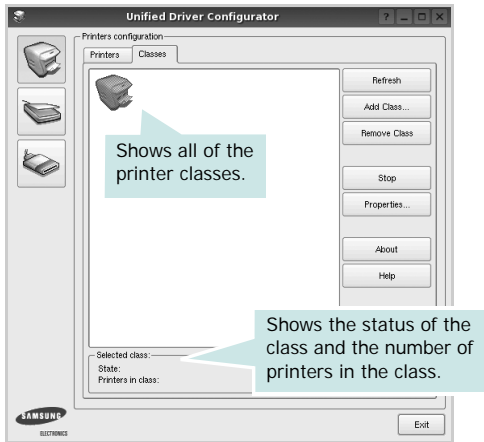 Unified Driver Configurator
Printers configuration
Printers
Classes
Refresh
Add Class...
Remove Class
Shows all of the
printer classes.
Stop
Properties...
About
Help
Shows the status of the
class and the number of
printers in the class.
Selected class:
State:
Printers in class:
SAMSUNG
ELECTRONICS
Exit